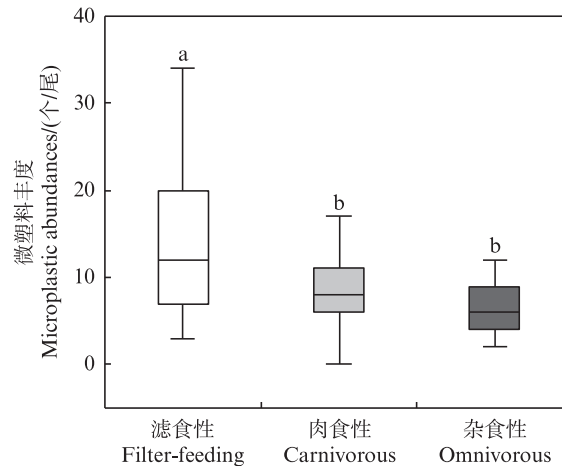 微塑料丰度
Microplastic abundances/(个/尾)
40
30
20
10
0
a
b
b
滤食性
Filter-feeding
肉食性
Carnivorous
杂食性
Omnivorous